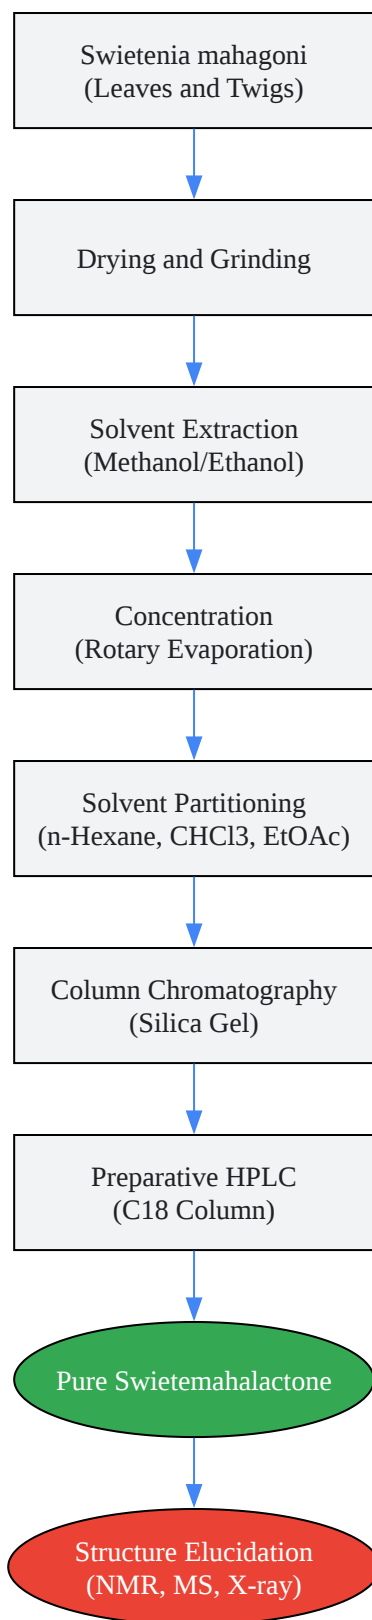 Swietenia mahagoni
(Leaves and Twigs)
Drying and Grinding
Solvent Extraction
(Methanol/Ethanol)
Concentration
(Rotary Evaporation)
Solvent Partitioning
(n-Hexane, CHCl3, EtOAc)
Column Chromatography
(Silica Gel)
Preparative HPLC
(C18 Column)
Pure Swietemahalactone
Structure Elucidation
(NMR, MS, X-ray)